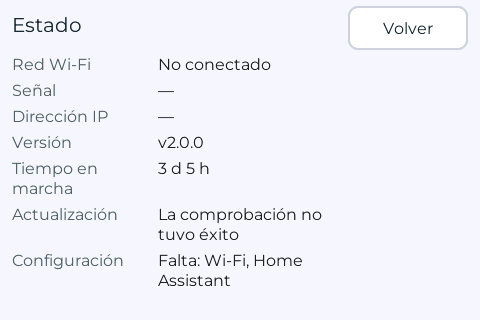 Estado
Volver
Red Wi-Fi No conectado
Señal —
Dirección IP —
Versión v2.0.0
Tiempo en 3 d 5 h
marcha
Actualización La comprobación no
tuvo éxito
Configuración Falta: Wi-Fi, Home
Assistant